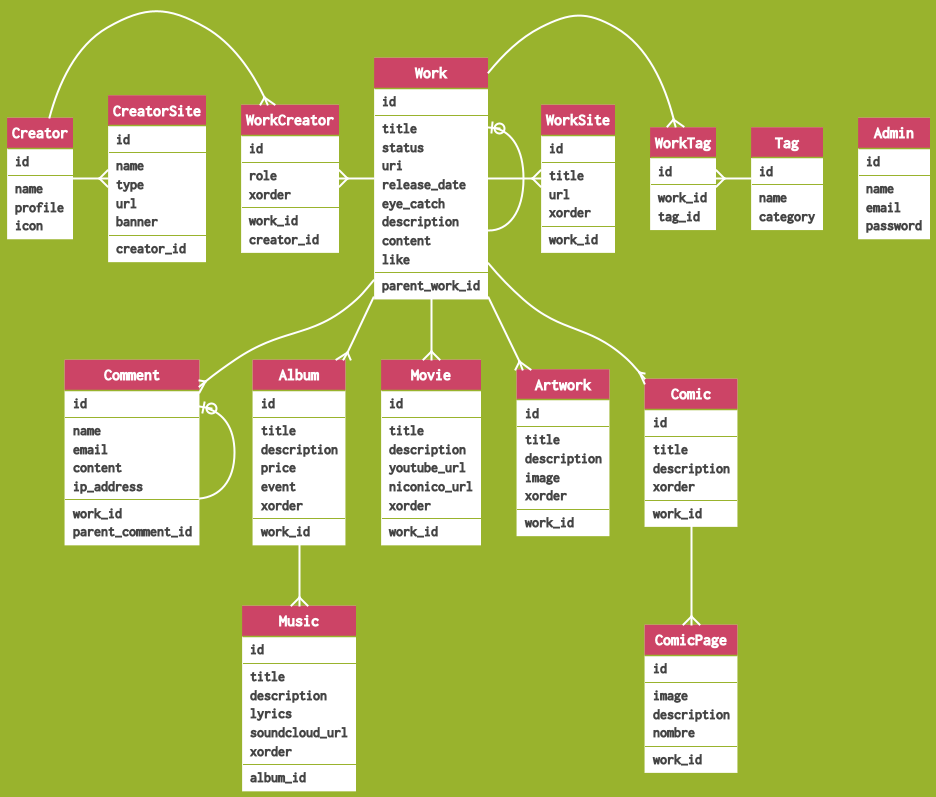 Creator
id
name
profile
icon
CreatorSite
id
name
type
url
banner
creator_id
WorkCreator
id
role
xorder
work_id
creator_id
Work
id
title
status
uri
release_date
eye_catch
description
content
like
parent_work_id
WorkSite
id
title
url
xorder
work_id
WorkTag
id
work_id
tag_id
Tag
id
name
category
Admin
id
name
email
password
Comment
id
name
email
content
ip_address
work_id
parent_comment_id
Album
id
title
description
price
event
xorder
work_id
Movie
id
title
description
youtube_url
niconico_url
xorder
work_id
Artwork
id
title
description
image
xorder
work_id
Comic
id
title
description
xorder
work_id
Music
id
title
description
lyrics
soundcloud_url
xorder
album_id
ComicPage
id
image
description
nombre
work_id